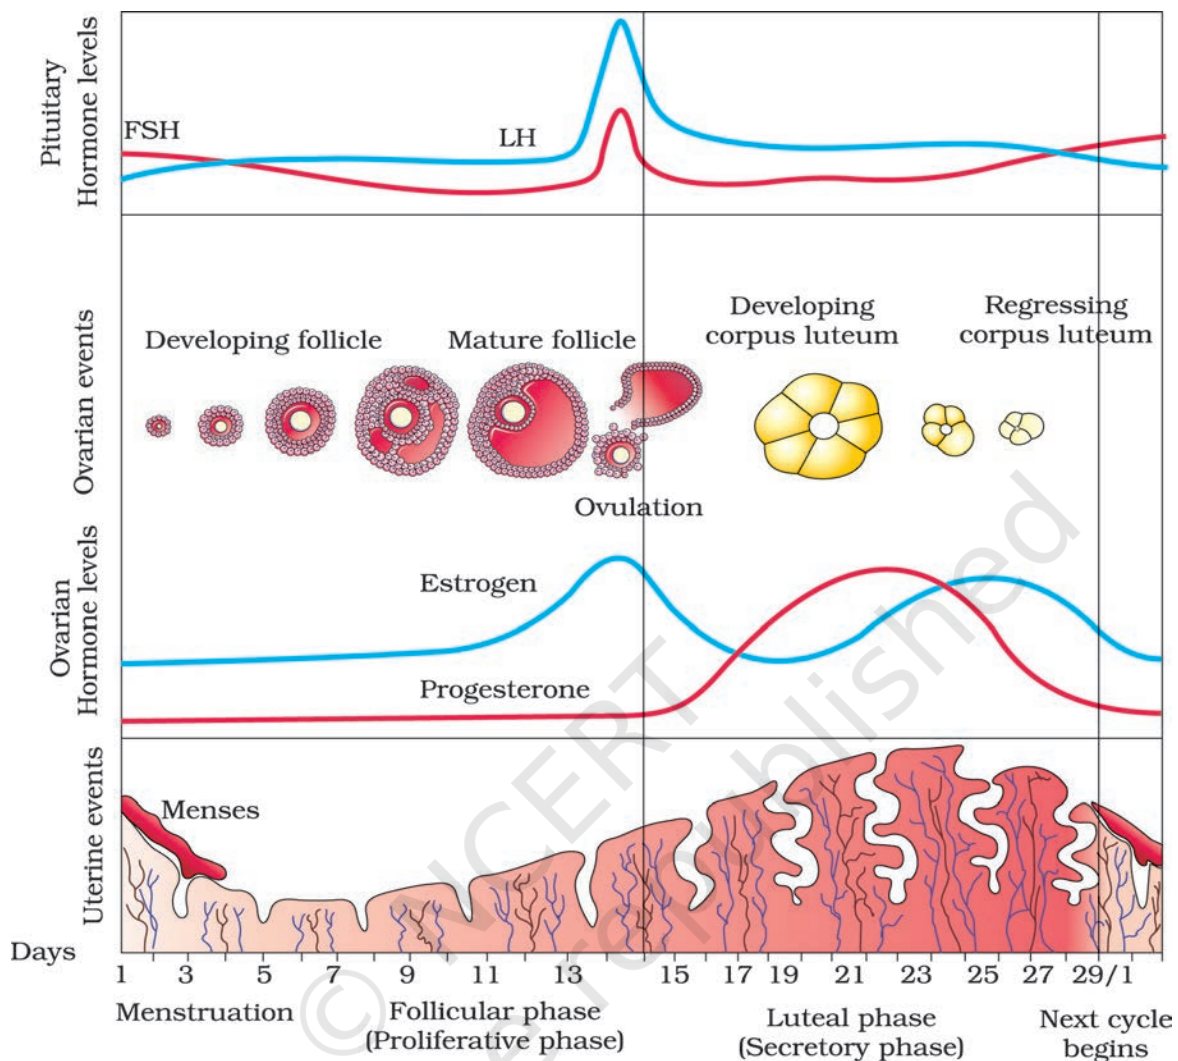 Pituitary
Hormone levels
FSH
LH
Ovarian events
Developing follicle
Mature follicle
Developing
corpus luteum
Regressing
corpus luteum
Ovulation
Ovarian
Hormone levels
Estrogen
Progesterone
Uterine events
Menses
Days
1 3 5 7 9 11 13 15 17 19 21 23 25 27 29/1
Menstruation
Follicular phase
(Proliferative phase)
Luteal phase
(Secretory phase)
Next cycle
begins
© NCERT
republished